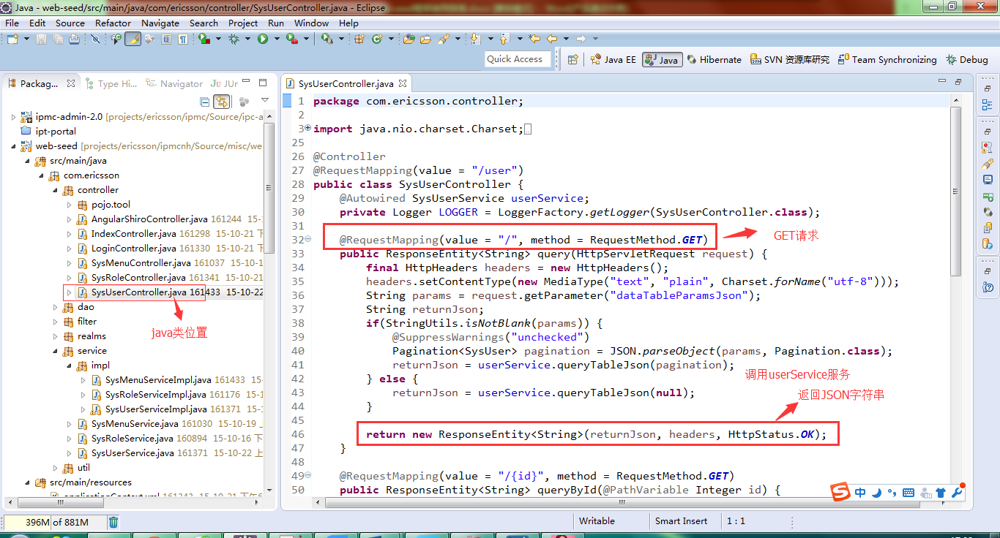 Java - web-seed/src/main/java/com/ericsson/controller/SysUserController.java - Eclipse
File Edit Source Refactor Navigate Search Project Run Window Help
Quick Access
Java EE Java Hibernate SVN 资源库研究 Team Synchronizing Debug
Packag... Type Hi... Navigator JUr
ipmc-admin-2.0 [projects/ericsson/ipmc/Source/ipc-a
ipt-portal
web-seed [projects/ericsson/ipmcnh/Source/misc/we
src/main/java
com.ericsson
controller
pojo.tool
AngularShiroController.java 161244 15-1
IndexController.java 161298 15-10-21 下
LoginController.java 161330 15-10-21 下
SysMenuController.java 161037 15-10-1
SysRoleController.java 161341 15-10-21
SysUserController.java 161433 15-10-22
dao
filter
java类位置
realms
service
impl
SysMenuServiceImpl.java 161433 15-
SysRoleServiceImpl.java 161176 15-
SysUserServiceImpl.java 161371 15-
SysMenuService.java 161030 15-10-19 上
SysRoleService.java 160894 15-10-16 下
SysUserService.java 161371 15-10-22 上
util
src/main/resources
SysUserController.java
1 package com.ericsson.controller;
2
3 import java.nio.charset.Charset;
25
26 @Controller
27 @RequestMapping(value = "/user")
28 public class SysUserController {
29 @Autowired SysUserService userService;
30 private Logger LOGGER = LoggerFactory.getLogger(SysUserController.class);
31
32 @RequestMapping(value = "/", method = RequestMethod.GET)
GET请求
33 public ResponseEntity<String> query(HttpServletRequest request) {
34 final HttpHeaders headers = new HttpHeaders();
35 headers.setContentType(new MediaType("text", "plain", Charset.forName("utf-8")));
36 String params = request.getParameter("dataTableParamsJson");
37 String returnJson;
38 if(StringUtils.isNotBlank(params)) {
39 @SuppressWarnings("unchecked")
40 Pagination<SysUser> pagination = JSON.parseObject(params, Pagination.class);
41 returnJson = userService.queryTableJson(pagination);
42 } else {
调用userService服务
43 returnJson = userService.queryTableJson(null);
返回JSON字符串
44 }
45
46 return new ResponseEntity<String>(returnJson, headers, HttpStatus.OK);
47 }
48
49 @RequestMapping(value = "/{id}", method = RequestMethod.GET)
50 public ResponseEntity<String> queryById(@PathVariable Integer id) {
中
396M of 881M
Writable Smart Insert 1 : 1